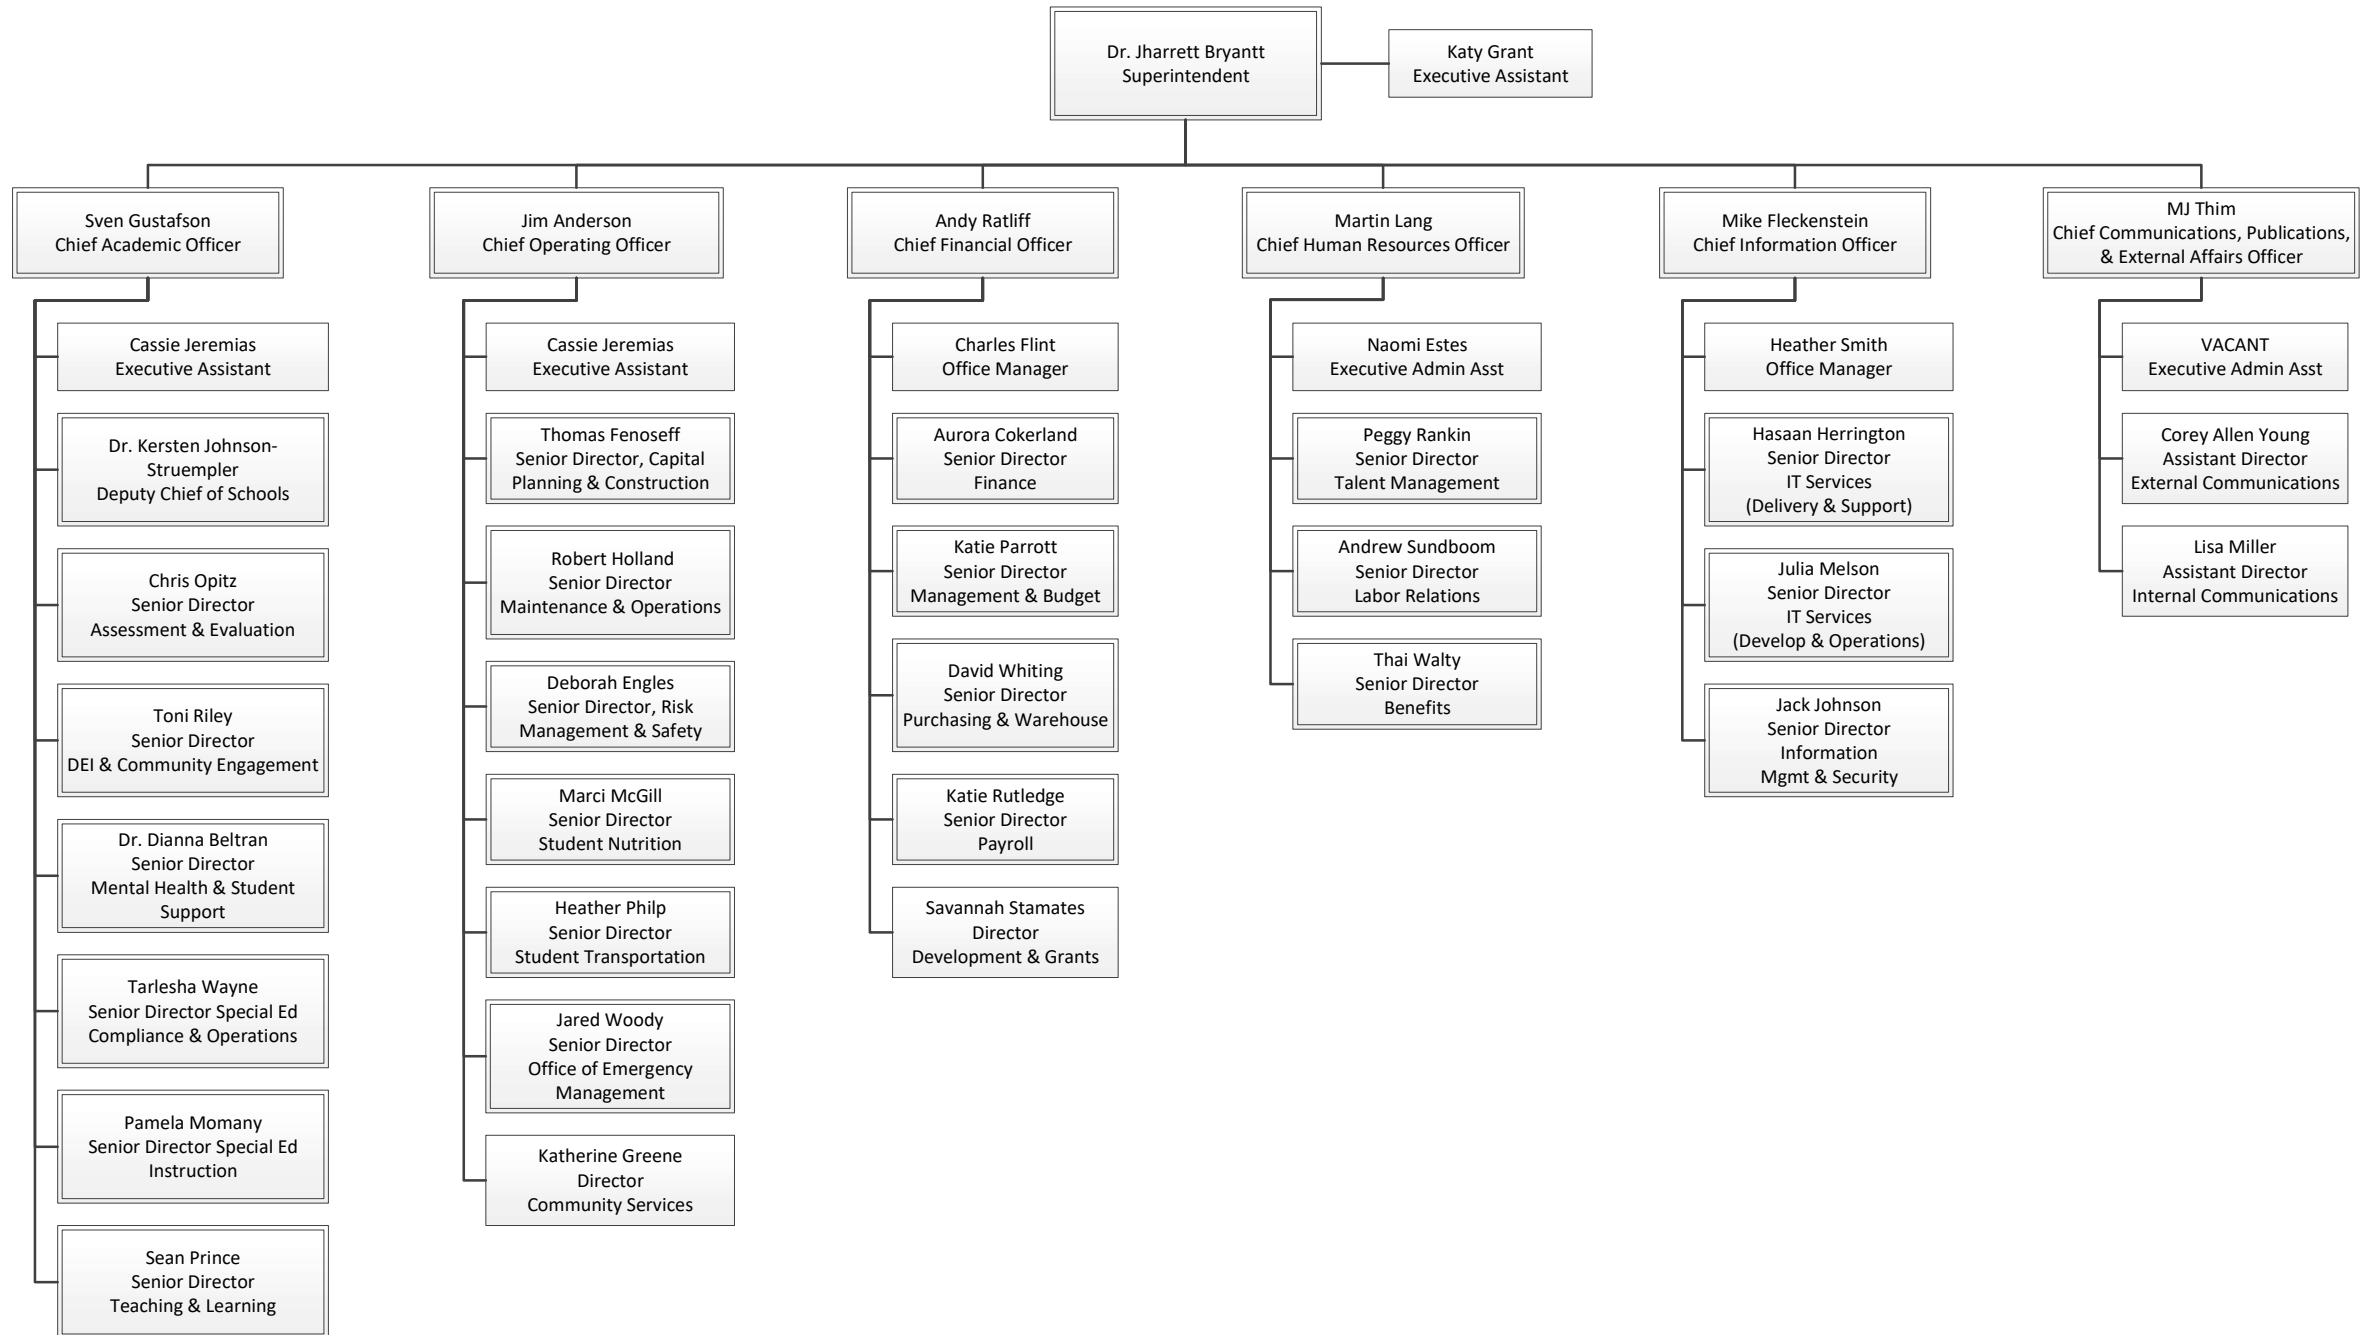 Dr. Jharrett Bryantt
Superintendent
Katy Grant
Executive Assistant
Sven Gustafson
Chief Academic Officer
Cassie Jeremias
Executive Assistant
Dr. Kersten Johnson-
Struempler
Deputy Chief of Schools
Chris Opitz
Senior Director
Assessment & Evaluation
Toni Riley
Senior Director
DEI & Community Engagement
Dr. Dianna Beltran
Senior Director
Mental Health & Student
Support
Tarlesha Wayne
Senior Director Special Ed
Compliance & Operations
Pamela Momany
Senior Director Special Ed
Instruction
Sean Prince
Senior Director
Teaching & Learning
Jim Anderson
Chief Operating Officer
Cassie Jeremias
Executive Assistant
Thomas Fenoseff
Senior Director, Capital
Planning & Construction
Robert Holland
Senior Director
Maintenance & Operations
Deborah Engles
Senior Director, Risk
Management & Safety
Marci McGill
Senior Director
Student Nutrition
Heather Philp
Senior Director
Student Transportation
Jared Woody
Senior Director
Office of Emergency
Management
Katherine Greene
Director
Community Services
Andy Ratliff
Chief Financial Officer
Charles Flint
Office Manager
Aurora Cokerland
Senior Director
Finance
Katie Parrott
Senior Director
Management & Budget
David Whiting
Senior Director
Purchasing & Warehouse
Katie Rutledge
Senior Director
Payroll
Savannah Stamates
Director
Development & Grants
Martin Lang
Chief Human Resources Officer
Naomi Estes
Executive Admin Asst
Peggy Rankin
Senior Director
Talent Management
Andrew Sundboom
Senior Director
Labor Relations
Thai Walty
Senior Director
Benefits
Mike Fleckenstein
Chief Information Officer
Heather Smith
Office Manager
Hasaan Herrington
Senior Director
IT Services
(Delivery & Support)
Julia Melson
Senior Director
IT Services
(Develop & Operations)
Jack Johnson
Senior Director
Information
Mgmt & Security
MJ Thim
Chief Communications, Publications,
& External Affairs Officer
VACANT
Executive Admin Asst
Corey Allen Young
Assistant Director
External Communications
Lisa Miller
Assistant Director
Internal Communications